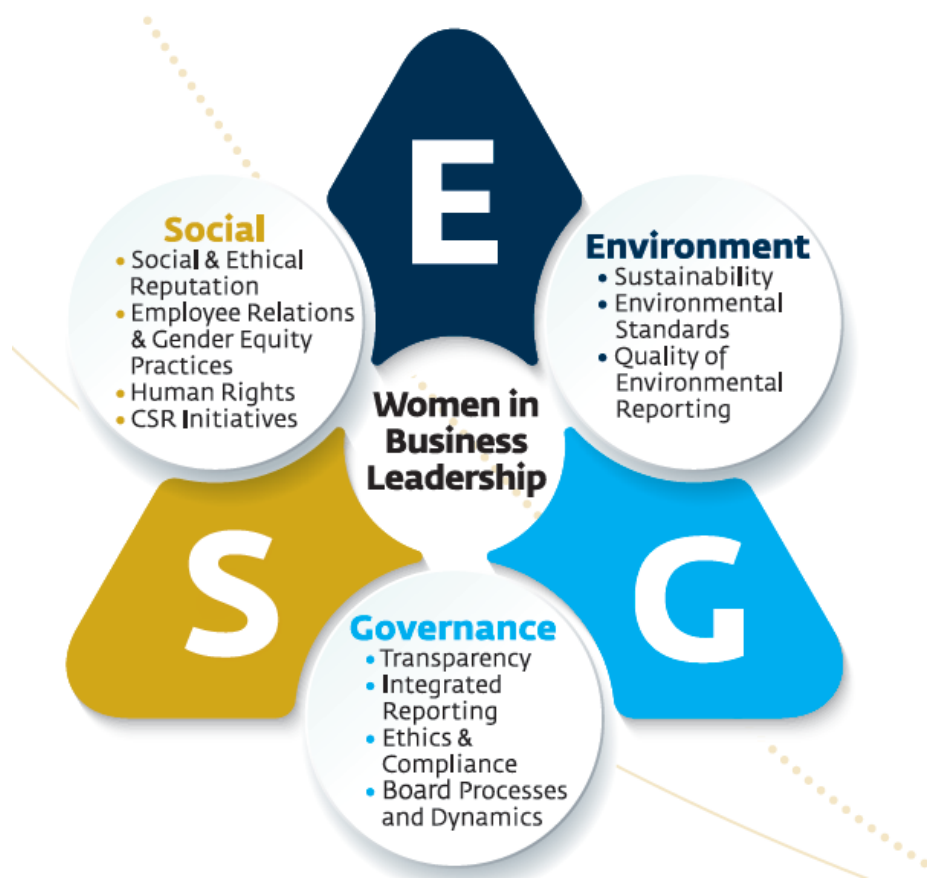 E
Social
• Social & Ethical
Reputation
• Employee Relations
& Gender Equity
Practices
• Human Rights
• CSR Initiatives
Environment
• Sustainability
• Environmental
Standards
• Quality of
Environmental
Reporting
Women in
Business
Leadership
S
G
Governance
• Transparency
• Integrated
Reporting
• Ethics &
Compliance
• Board Processes
and Dynamics